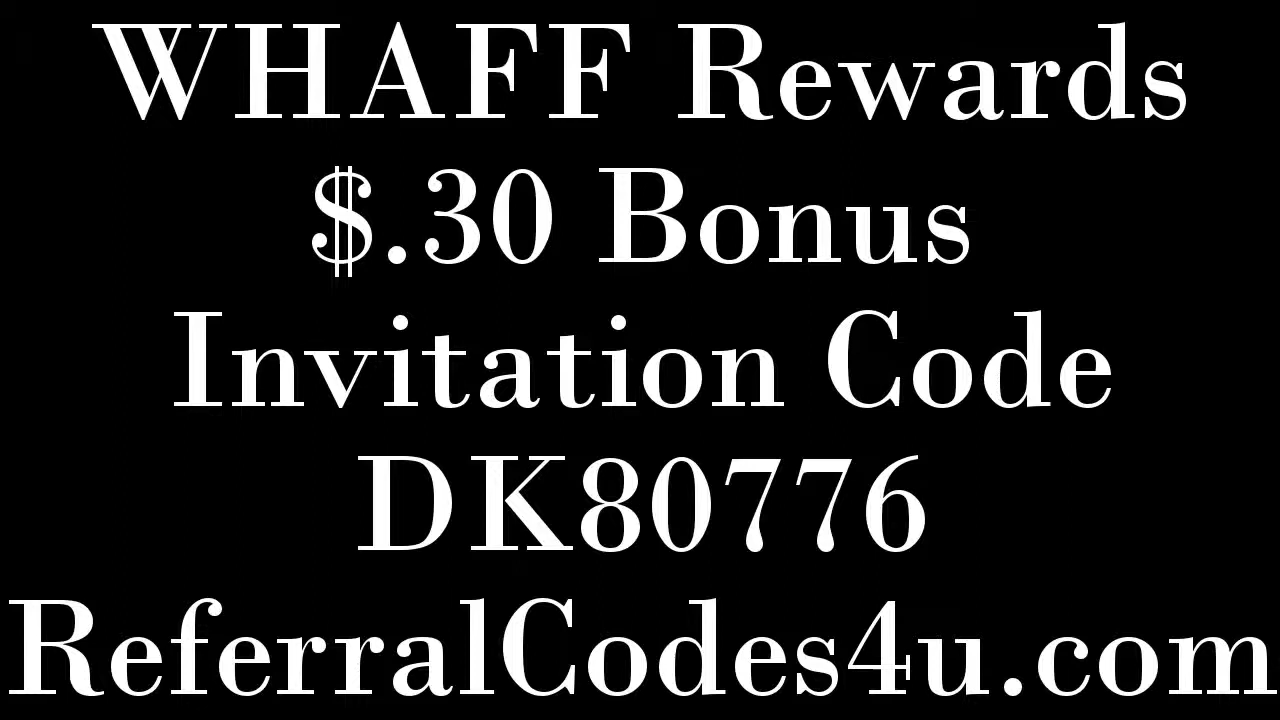 WHAFF Rewards
$.30 Bonus
Invitation Code
DK80776
ReferralCodes4u.com